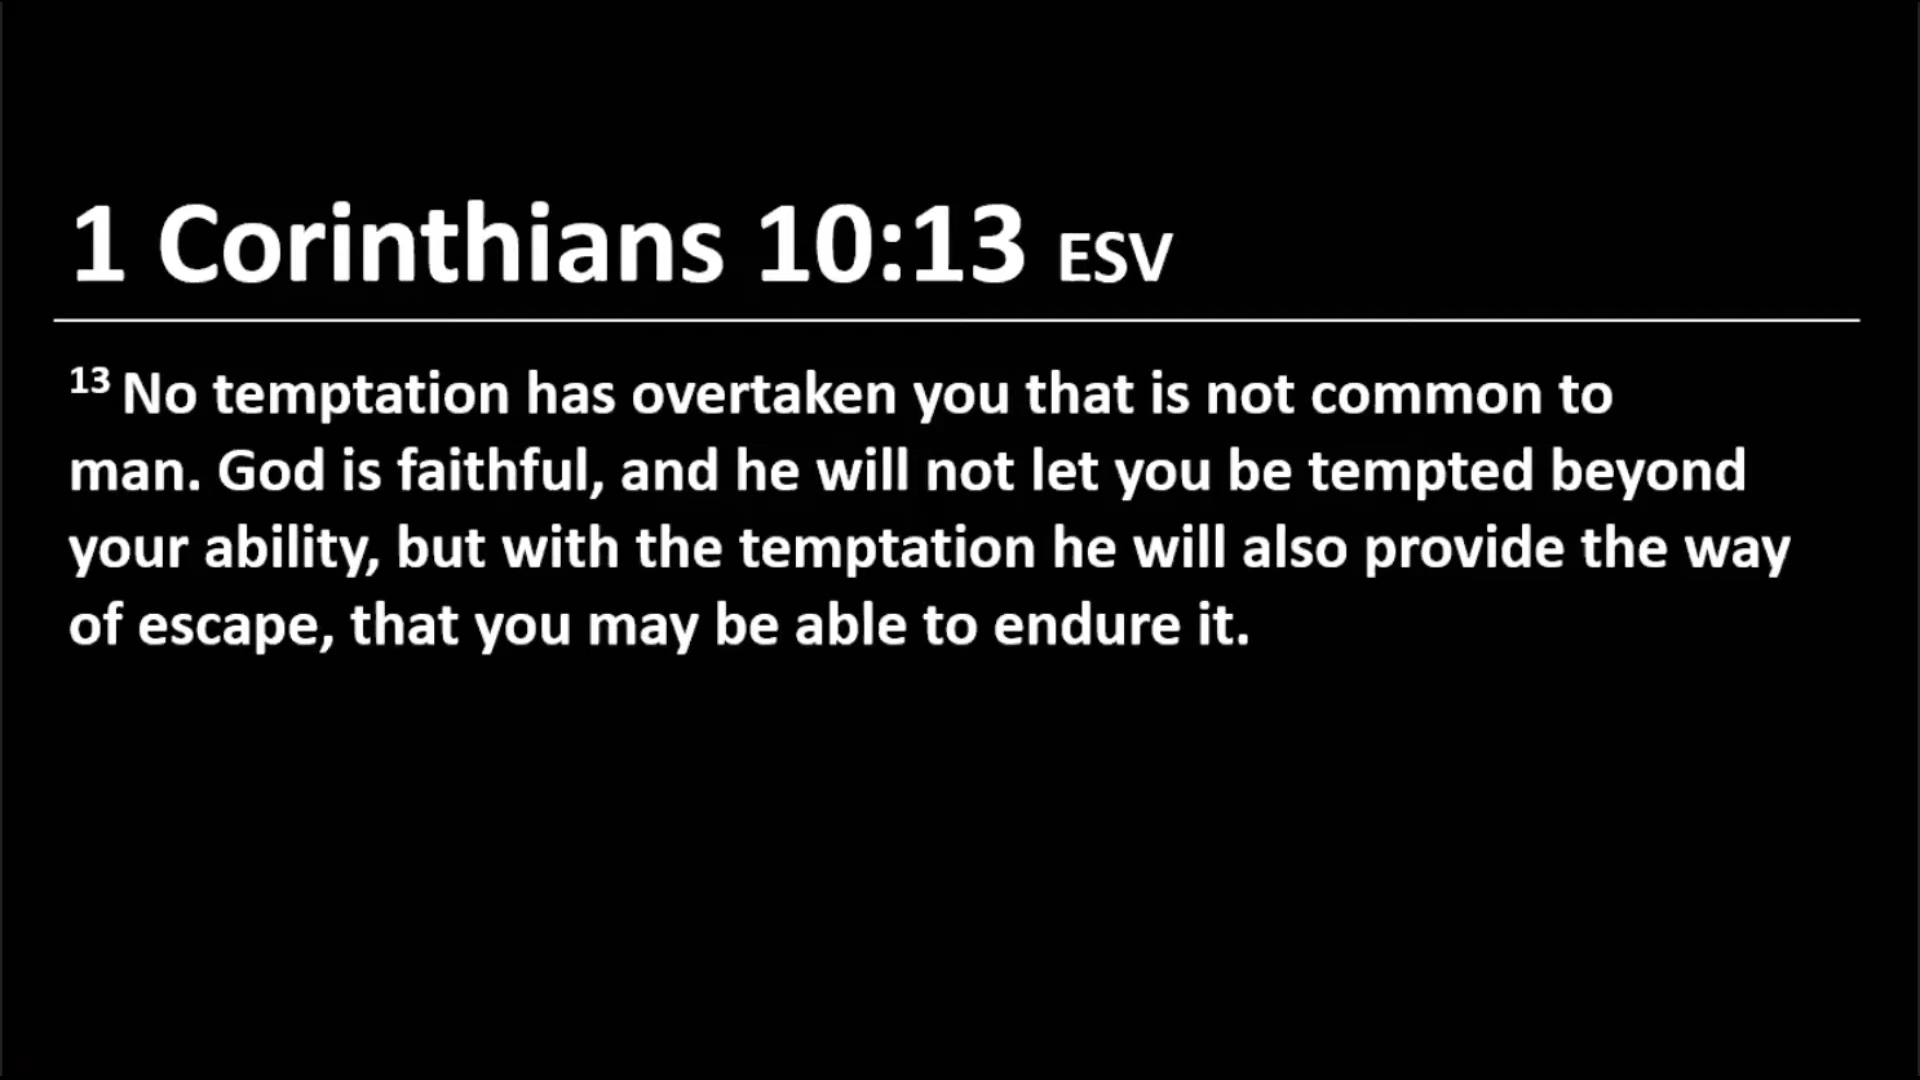 1 Corinthians 10:13 ESV
13 No temptation has overtaken you that is not common to
man. God is faithful, and he will not let you be tempted beyond
your ability, but with the temptation he will also provide the way
of escape, that you may be able to endure it.